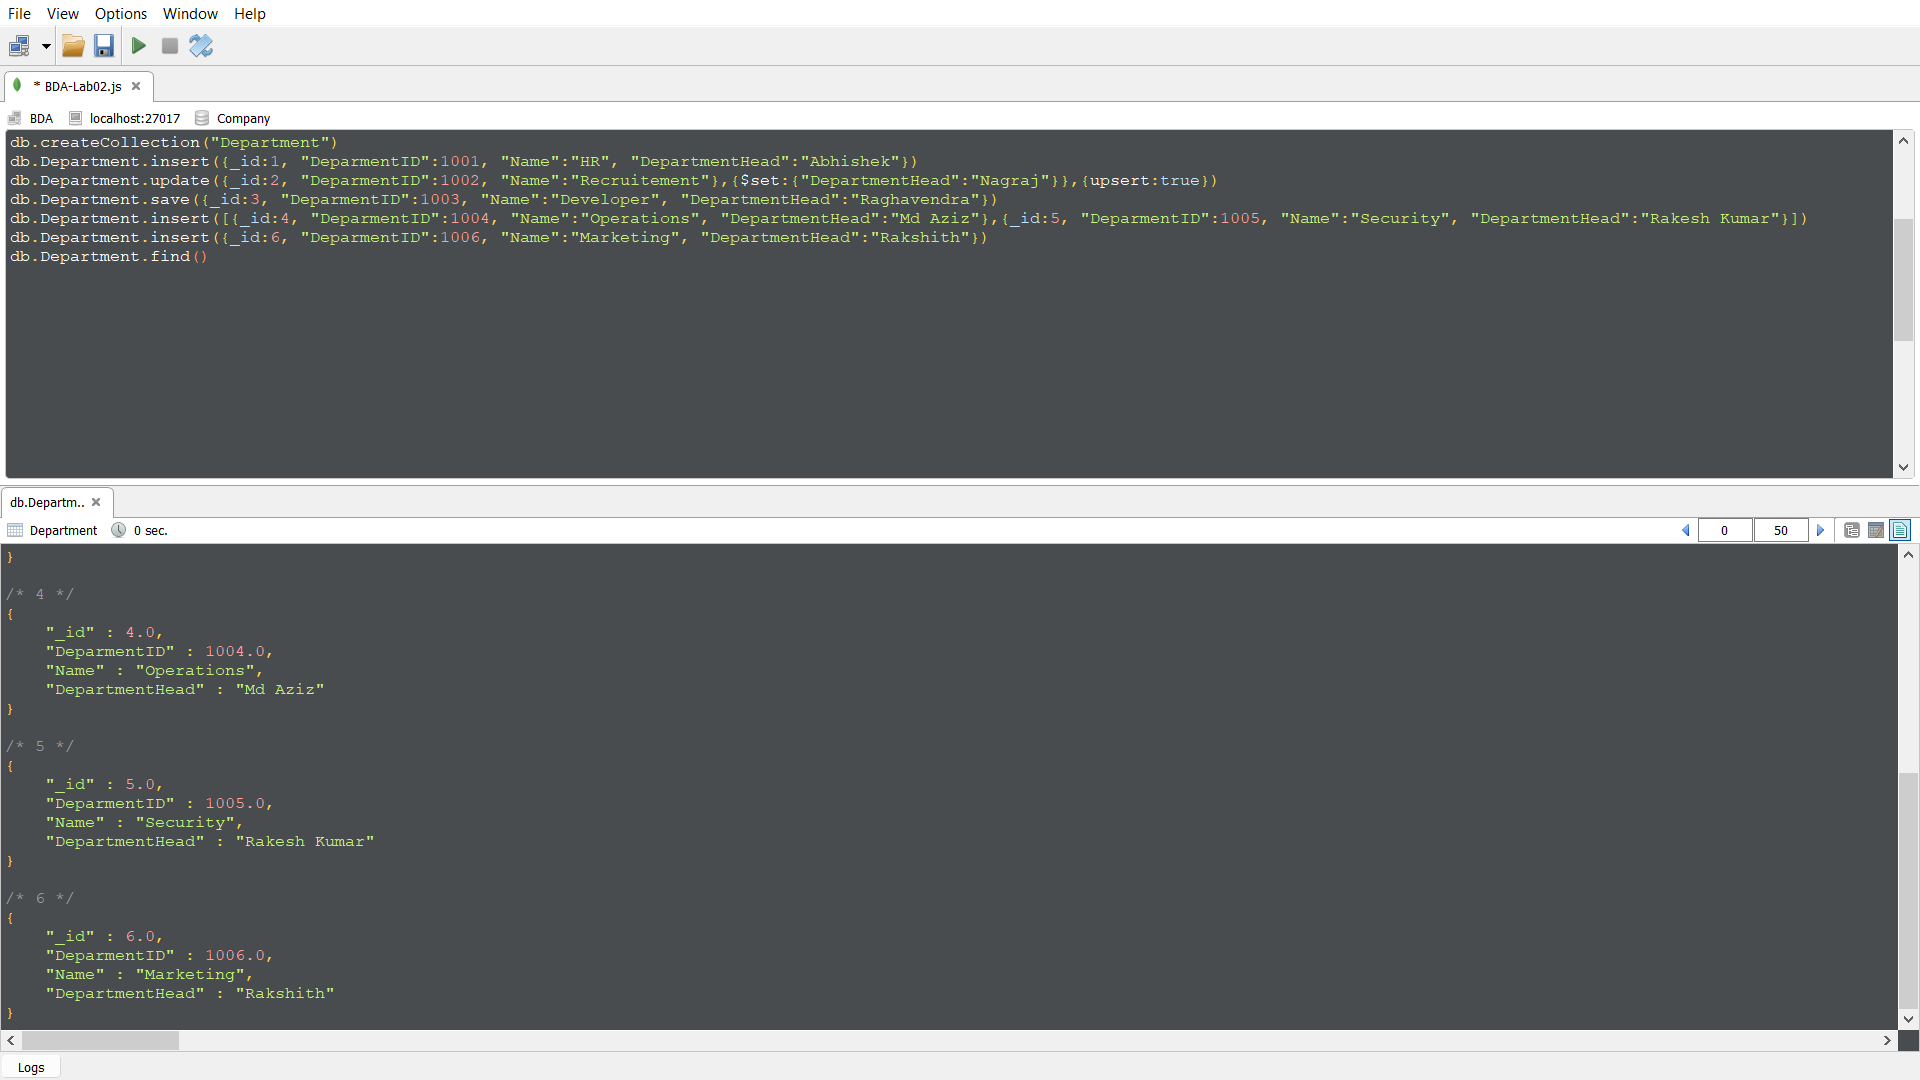 File View Options Window Help
* BDA-Lab02.js
BDA localhost:27017 Company
db.createCollection("Department")
db.Department.insert({_id:1, "DeparmentID":1001, "Name":"HR", "DepartmentHead":"Abhishek"})
db.Department.update({_id:2, "DeparmentID":1002, "Name":"Recruitement"},{$set:{"DepartmentHead":"Nagraj"}},{upsert:true})
db.Department.save({_id:3, "DeparmentID":1003, "Name":"Developer", "DepartmentHead":"Raghavendra"})
db.Department.insert([{_id:4, "DeparmentID":1004, "Name":"Operations", "DepartmentHead":"Md Aziz"},{_id:5, "DeparmentID":1005, "Name":"Security", "DepartmentHead":"Rakesh Kumar"}])
db.Department.insert({_id:6, "DeparmentID":1006, "Name":"Marketing", "DepartmentHead":"Rakshith"})
db.Department.find()
db.Departm..
Department 0 sec. 0 50
}
/* 4 */
{
"_id" : 4.0,
"DeparmentID" : 1004.0,
"Name" : "Operations",
"DepartmentHead" : "Md Aziz"
}
/* 5 */
{
"_id" : 5.0,
"DeparmentID" : 1005.0,
"Name" : "Security",
"DepartmentHead" : "Rakesh Kumar"
}
/* 6 */
{
"_id" : 6.0,
"DeparmentID" : 1006.0,
"Name" : "Marketing",
"DepartmentHead" : "Rakshith"
}
Logs